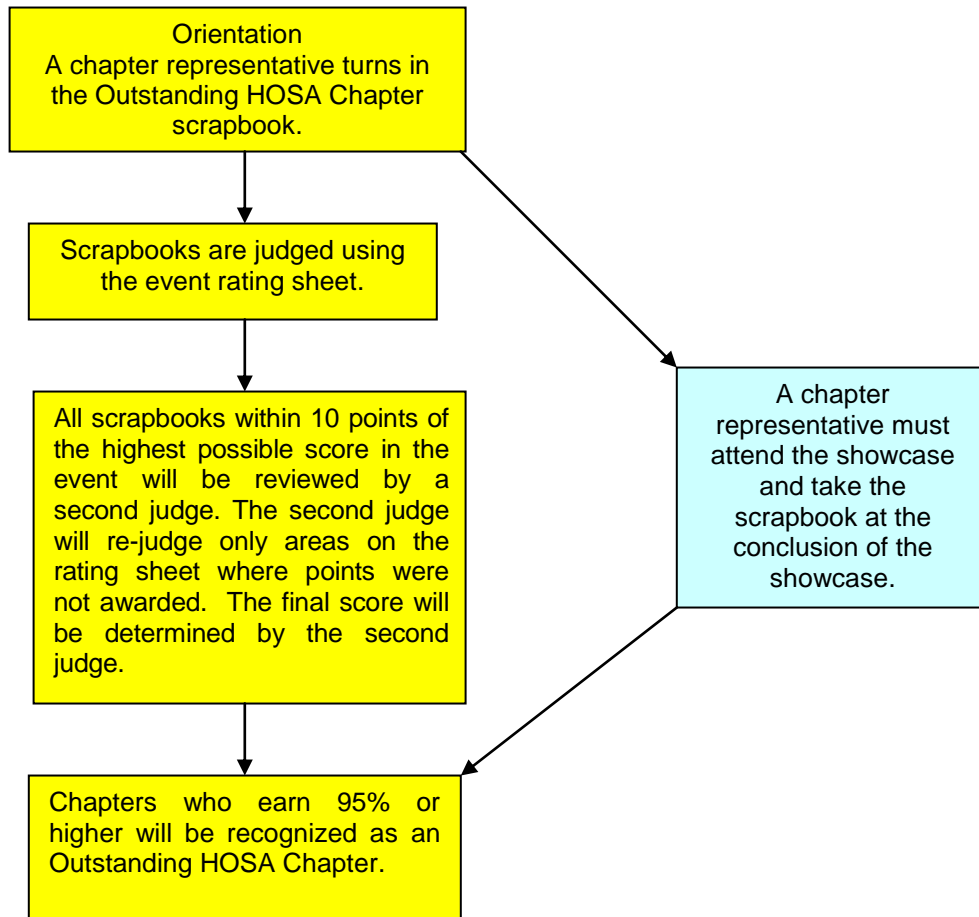 Orientation
A chapter representative turns in
the Outstanding HOSA Chapter
scrapbook.
Scrapbooks are judged using
the event rating sheet.
All scrapbooks within 10 points of
the highest possible score in the
event will be reviewed by a
second judge. The second judge
will re-judge only areas on the
rating sheet where points were
not awarded. The final score will
be determined by the second
judge.
A chapter
representative must
attend the showcase
and take the
scrapbook at the
conclusion of the
showcase.
Chapters who earn 95% or
higher will be recognized as an
Outstanding HOSA Chapter.